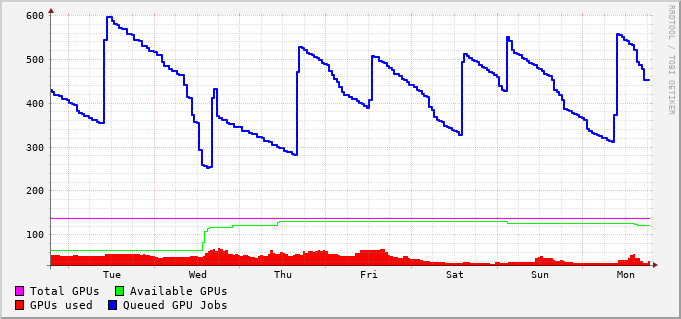 RRDTOOL / TOBI OETIKER
600
500
400
300
200
100
Tue Wed Thu Fri Sat Sun Mon
Total GPUs Available GPUs
GPUs used Queued GPU Jobs